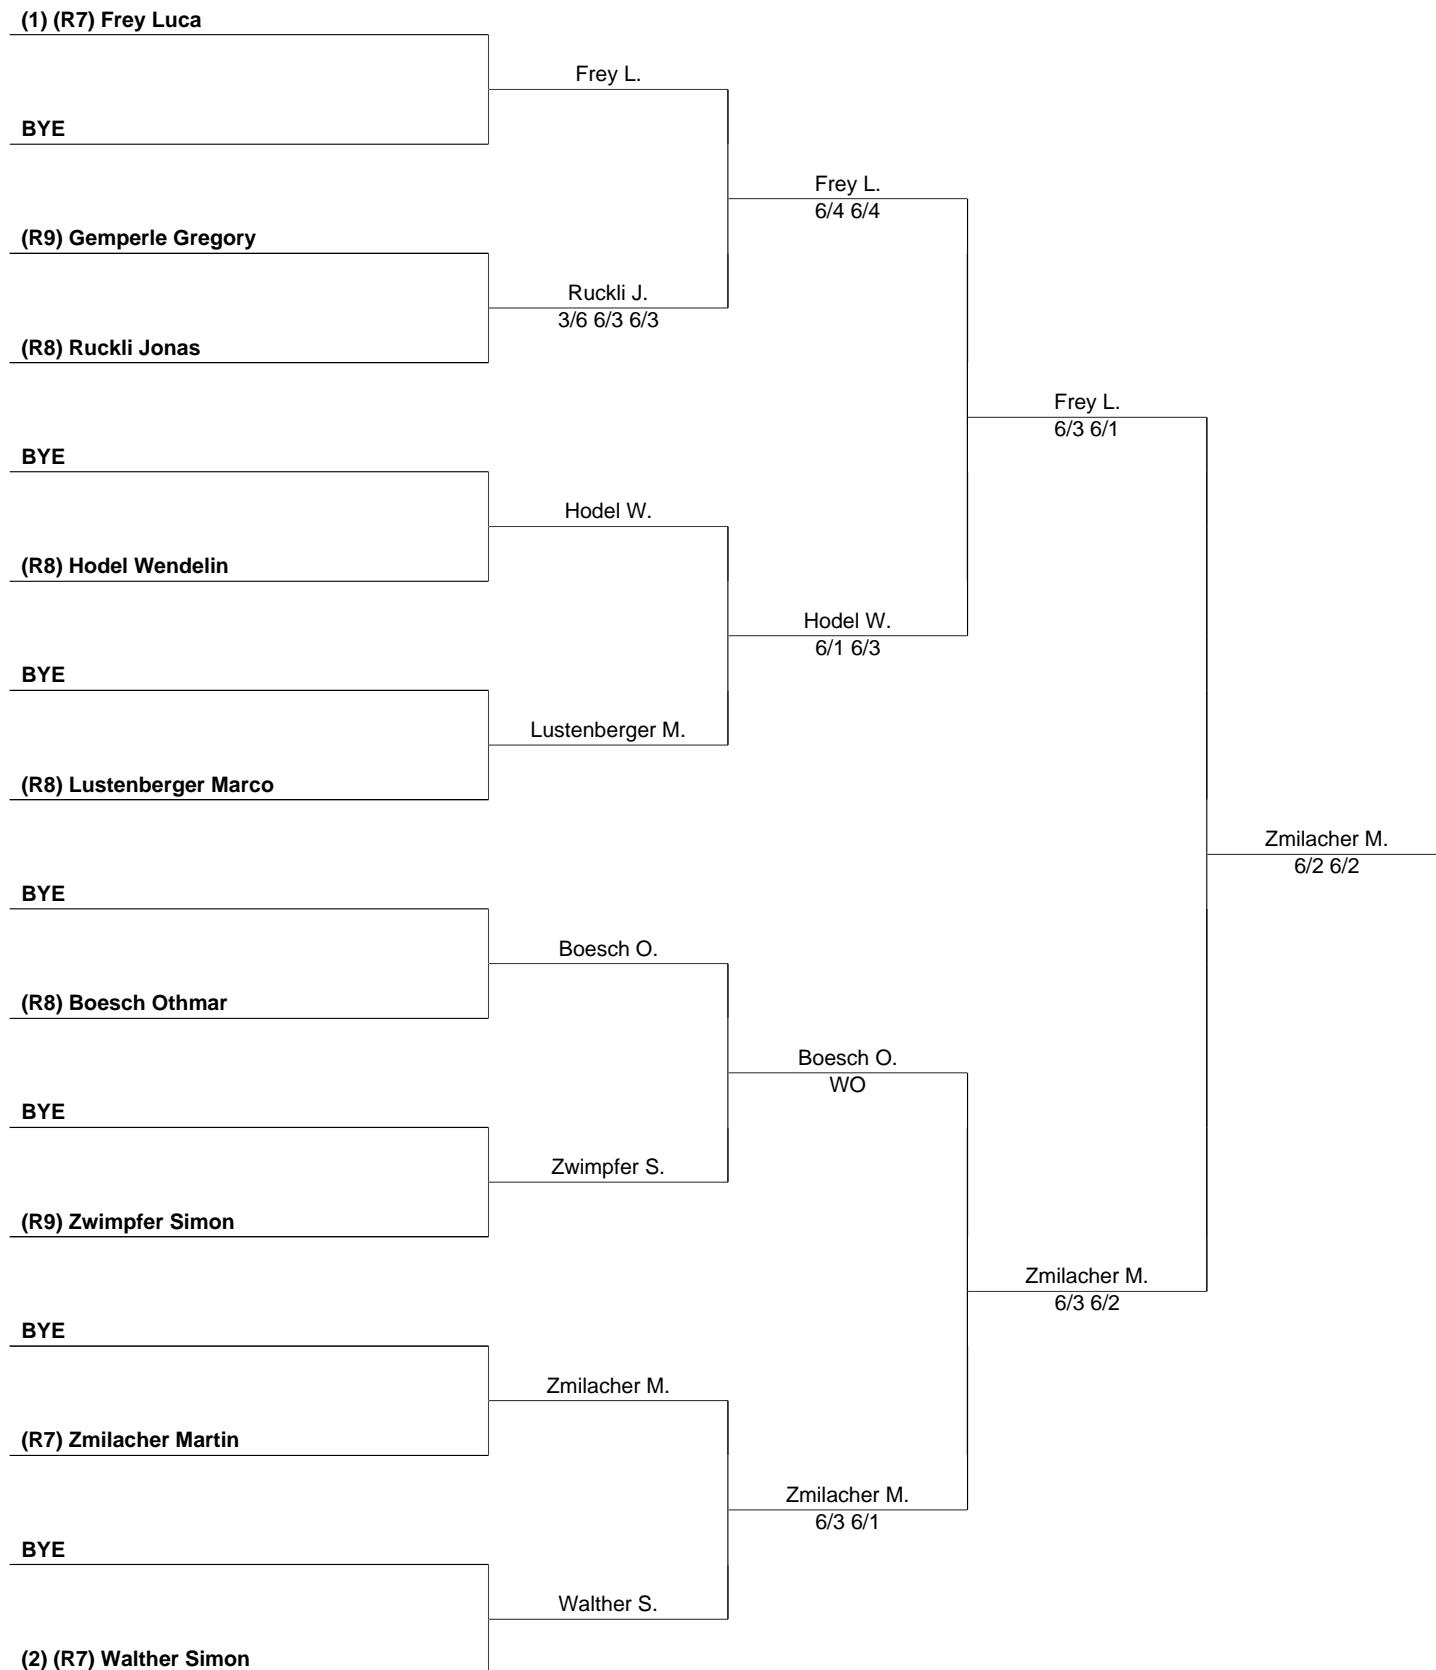 (1) (R7) Frey Luca
Frey L.
BYE
Frey L.
6/4 6/4
(R9) Gemperle Gregory
Ruckli J.
3/6 6/3 6/3
(R8) Ruckli Jonas
Frey L.
6/3 6/1
BYE
Hodel W.
(R8) Hodel Wendelin
Hodel W.
6/1 6/3
BYE
Lustenberger M.
(R8) Lustenberger Marco
Zmilacher M.
6/2 6/2
BYE
Boesch O.
(R8) Boesch Othmar
Boesch O.
WO
BYE
Zwimpfer S.
(R9) Zwimpfer Simon
Zmilacher M.
6/3 6/2
BYE
Zmilacher M.
(R7) Zmilacher Martin
Zmilacher M.
6/3 6/1
BYE
Walther S.
(2) (R7) Walther Simon